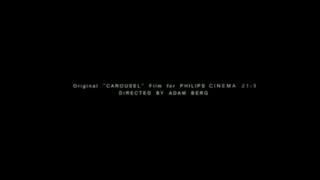 Original "CAROUSEL" Film for PHILIPS CINEMA 21:9
DIRECTED BY ADAM BERG